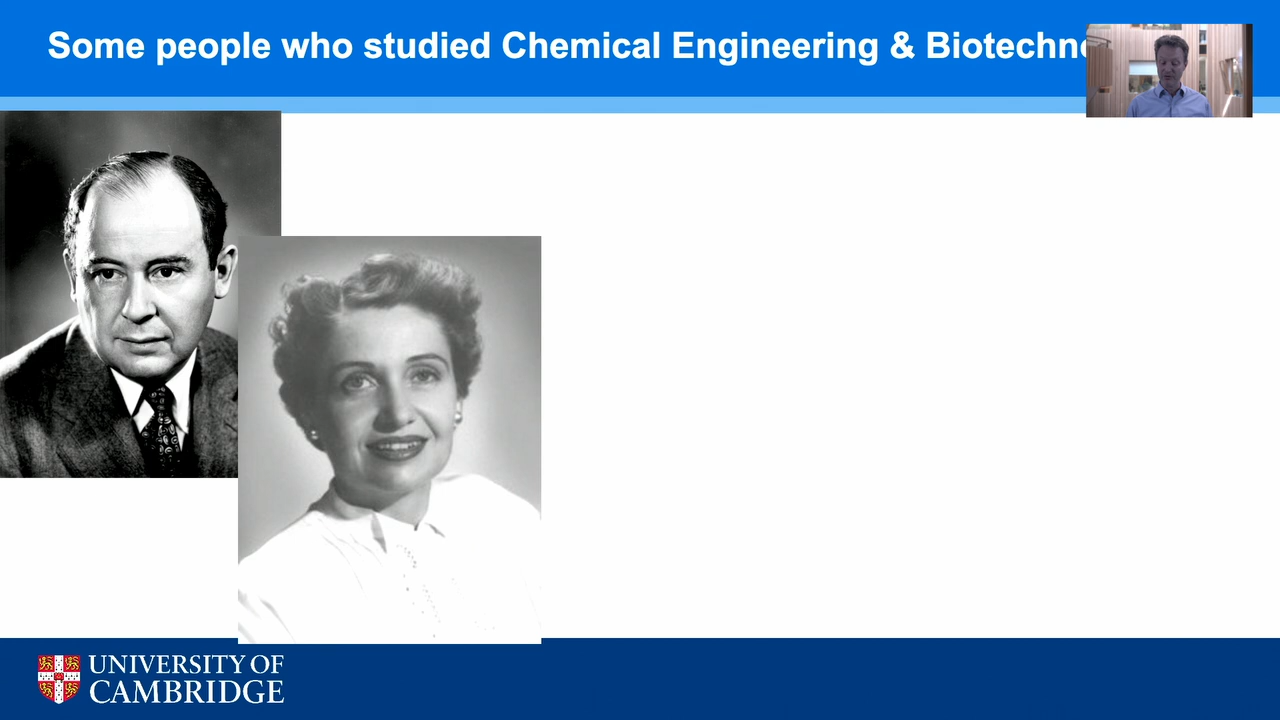 Some people who studied Chemical Engineering & Biotechno
UNIVERSITY OF
CAMBRIDGE